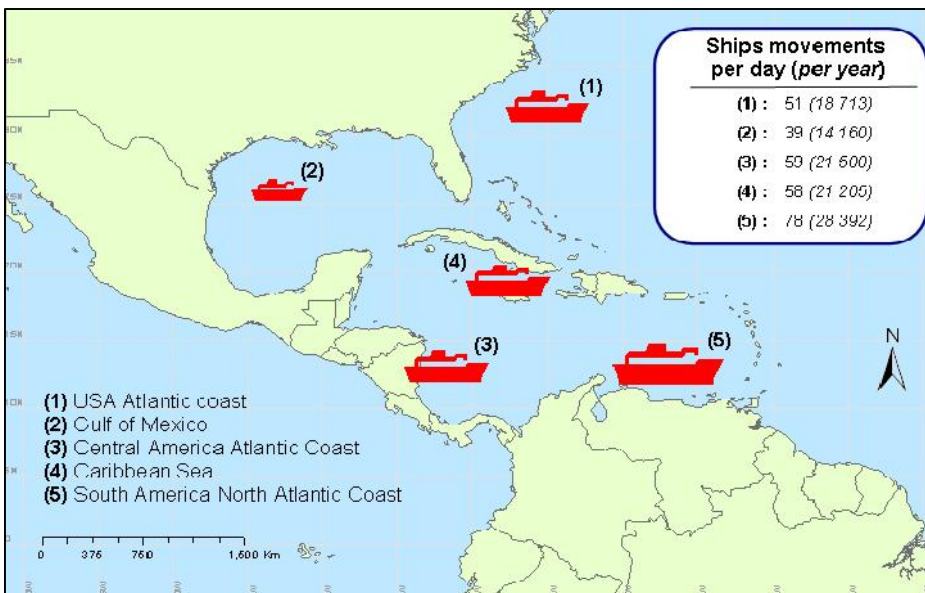 Ships movements
per day (per year)
(1) : 51 (18 713)
(2) : 39 (14 160)
(3) : 59 (21 600)
(4) : 58 (21 205)
(5) : 78 (28 392)
(1)
(2)
(4)
(3)
(5)
N
15N
10N
(1) USA Atlantic coast
(2) Gulf of Mexico
(3) Central America Atlantic Coast
(4) Caribbean Sea
(5) South America North Atlantic Coast
0 375 750 1,500 Km